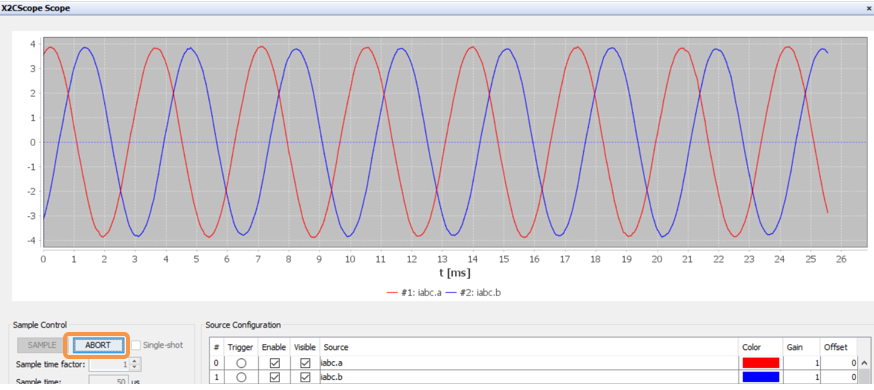 X2CScope Scope ×
4
3
2
1
0
-1
-2
-3
-4
0 1 2 3 4 5 6 7 8 9 10 11 12 13 14 15 16 17 18 19 20 21 22 23 24 25 26
t [ms]
#1: iabc.a #2: iabc.b
Sample Control
SAMPLE ABORT Single-shot
Sample time factor: 1
Sample time: 50 us
Source Configuration
# Trigger Enable Visible Source Color Gain Offset
0 iabc.a 1 0
1 iabc.b 1 0